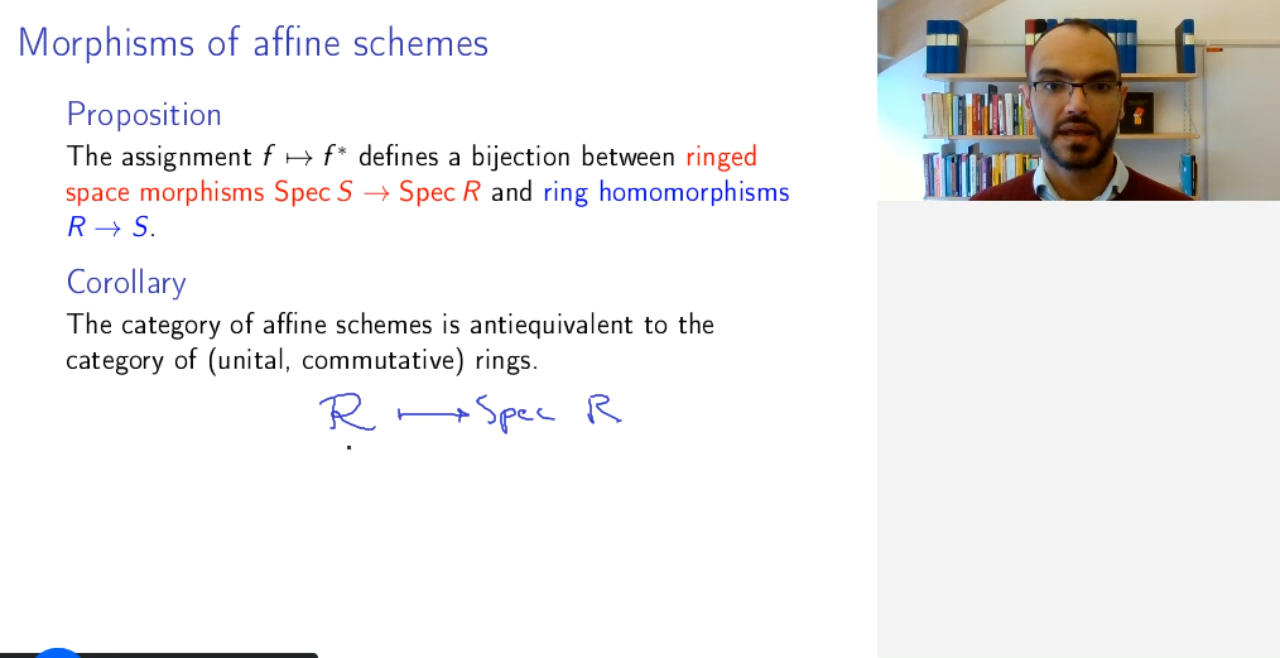 Morphisms of affine schemes
Proposition
The assignment f ↦ f* defines a bijection between ringed
space morphisms Spec S → Spec R and ring homomorphisms
R → S.
Corollary
The category of affine schemes is antiequivalent to the
category of (unital, commutative) rings.
R ⟼ Spec R